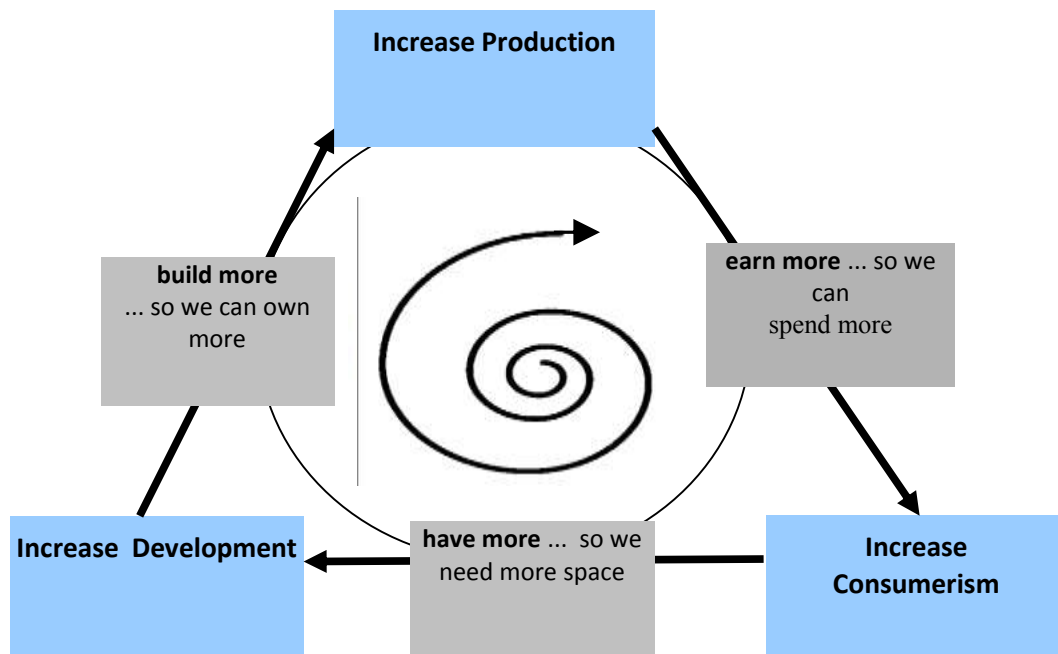 Increase Production
build more
... so we can own
more
earn more ... so we
can
spend more
Increase  Development
have more ...  so we
need more space
Increase
Consumerism